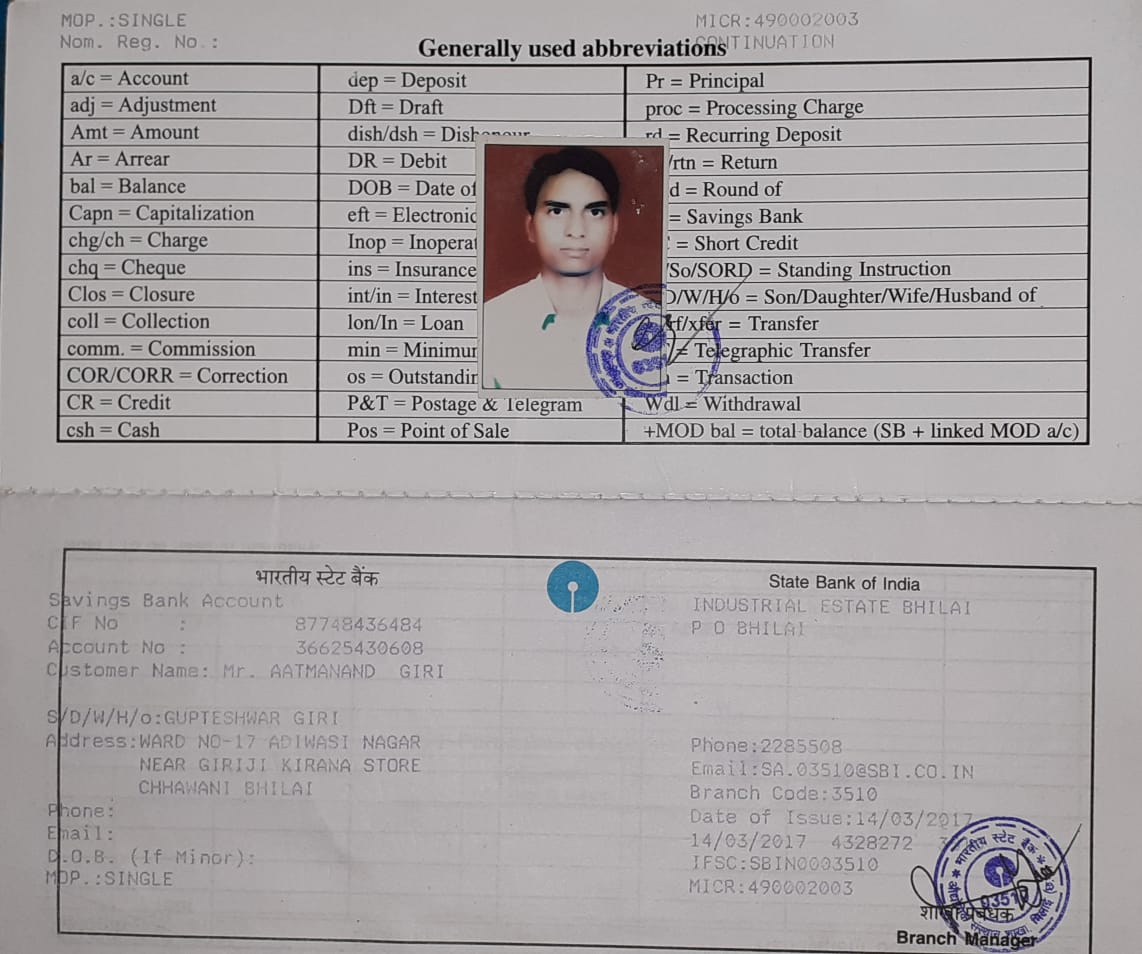 MOP.:SINGLE MICR:490002003
Nom. Reg. No.: CONTINUATION
Generally used abbreviations
a/c = Account dep = Deposit Pr = Principal
adj = Adjustment Dft = Draft proc = Processing Charge
Amt = Amount dish/dsh = Dishonour rd = Recurring Deposit
Ar = Arrear DR = Debit /rtn = Return
bal = Balance DOB = Date of d = Round of
Capn = Capitalization eft = Electronic = Savings Bank
chg/ch = Charge Inop = = Short Credit
chq = Cheque ins = Insurance /So/SORD = Standing Instruction
Clos = Closure int/in = Interest D/W/H/o = Son/Daughter/Wife/Husband of
coll = Collection lon/In = Loan rf/xfer = Transfer
comm. = Commission min = = Telegraphic Transfer
COR/CORR = Correction os = = Transaction
CR = Credit P&T = Postage & Telegram Wdl = Withdrawal
csh = Cash Pos = Point of Sale +MOD bal = total balance (SB + linked MOD a/c)
भारतीय स्टेट बैंक State Bank of India
Savings Bank Account INDUSTRIAL ESTATE BHILAI
CIF No : 87748436484 P O BHILAI
Account No : 36625430608
Customer Name: Mr. AATMANAND GIRI
S/D/W/H/o:GUPTESHWAR GIRI
Address:WARD NO-17 ADIWASI NAGAR Phone:2285508
NEAR GIRIJI KIRANA STORE Email:SA.03510@SBI.CO.IN
CHHAWANI BHILAI Branch Code:3510
Phone: Date of Issue:14/03/2017
Email: 14/03/2017 4328272
D.O.B. (If Minor): IFSC:SBIN0003510
MOP.:SINGLE MICR:490002003
भारतीय स्टेट बैंक
03510
शाखा प्रबंधक
Branch Manager